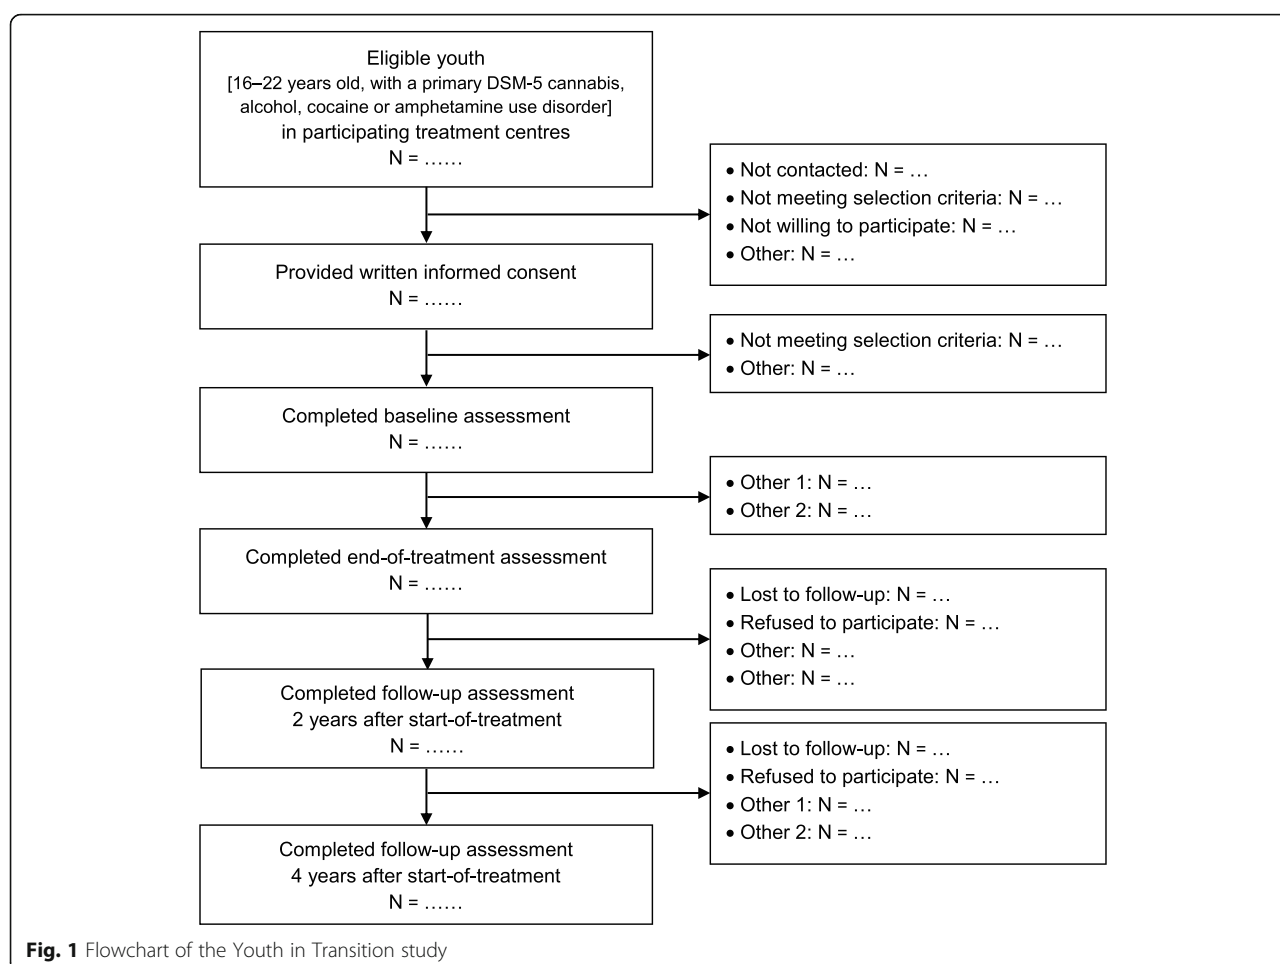 Eligible youth
[16–22 years old, with a primary DSM-5 cannabis,
alcohol, cocaine or amphetamine use disorder]
in participating treatment centres
N = ......
• Not contacted: N = ...
• Not meeting selection criteria: N = ...
• Not willing to participate: N = ...
• Other: N = ...
Provided written informed consent
N = ......
• Not meeting selection criteria: N = ...
• Other: N = ...
Completed baseline assessment
N = ......
• Other 1: N = ...
• Other 2: N = ...
Completed end-of-treatment assessment
N = ......
• Lost to follow-up: N = ...
• Refused to participate: N = ...
• Other: N = ...
• Other: N = ...
Completed follow-up assessment
2 years after start-of-treatment
N = ......
• Lost to follow-up: N = ...
• Refused to participate: N = ...
• Other 1: N = ...
• Other 2: N = ...
Completed follow-up assessment
4 years after start-of-treatment
N = ......
Fig. 1 Flowchart of the Youth in Transition study